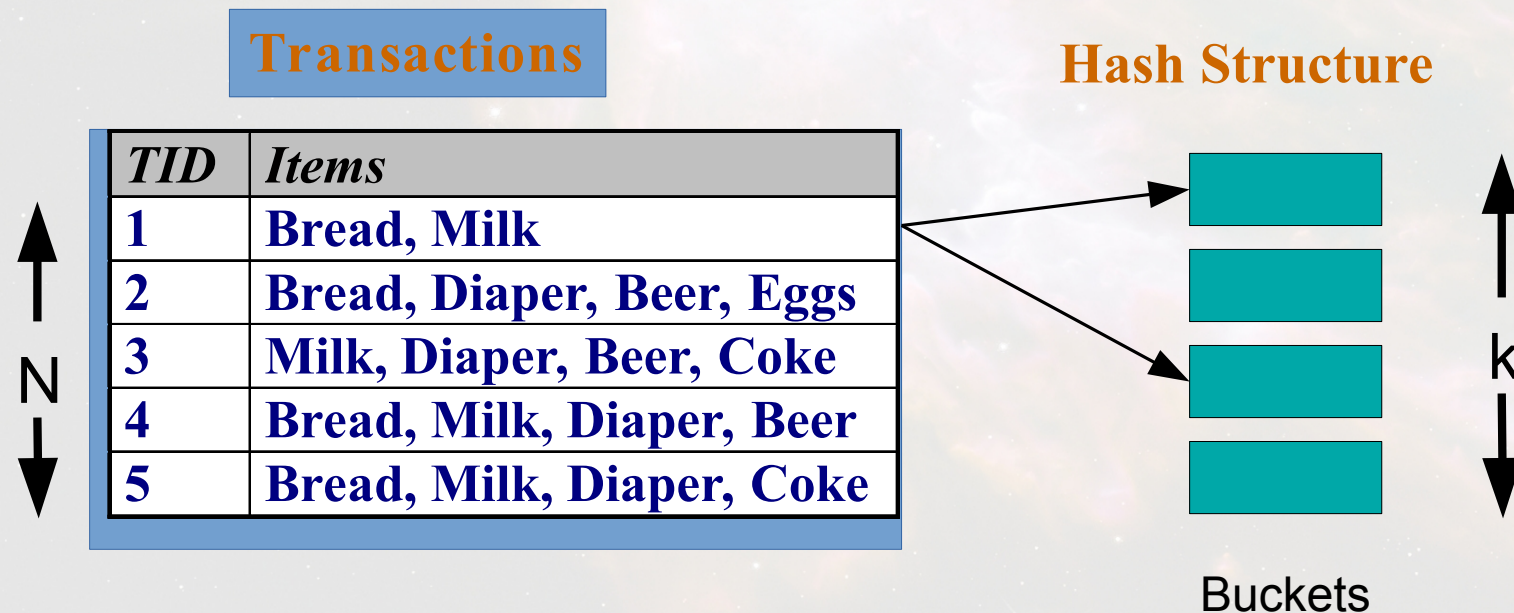 Transactions
Hash Structure
TID Items
1 Bread, Milk
2 Bread, Diaper, Beer, Eggs
3 Milk, Diaper, Beer, Coke
4 Bread, Milk, Diaper, Beer
5 Bread, Milk, Diaper, Coke
N
k
Buckets